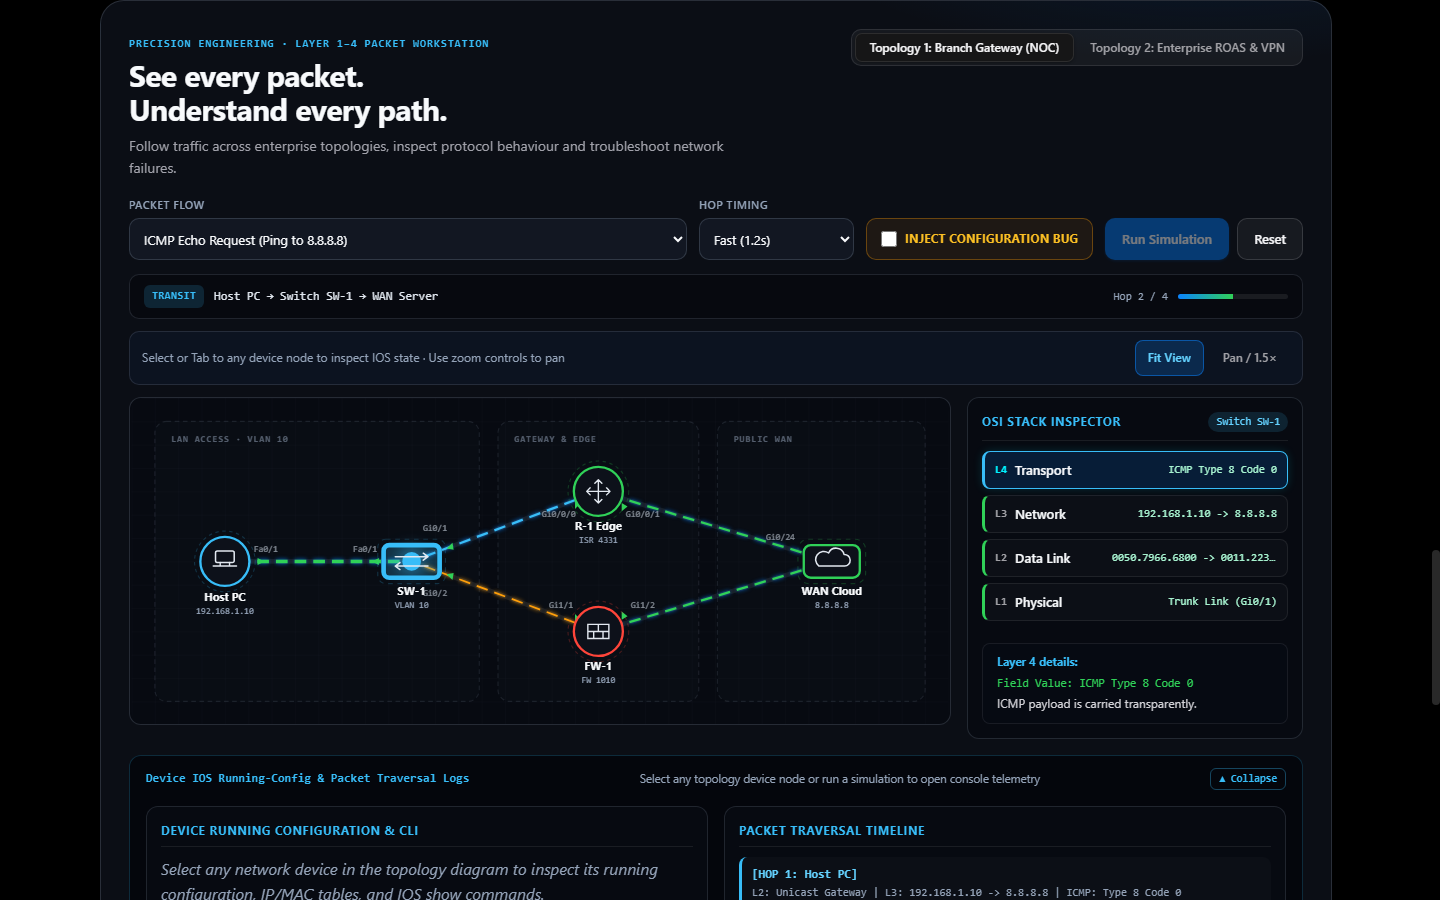 PRECISION ENGINEERING · LAYER 1–4 PACKET WORKSTATION
Topology 1: Branch Gateway (NOC)
Topology 2: Enterprise ROAS & VPN
See every packet.
Understand every path.
Follow traffic across enterprise topologies, inspect protocol behaviour and troubleshoot network
failures.
PACKET FLOW
HOP TIMING
ICMP Echo Request (Ping to 8.8.8.8)
Fast (1.2s)
INJECT CONFIGURATION BUG
Run Simulation
Reset
TRANSIT
Host PC → Switch SW-1 → WAN Server
Hop 2 / 4
Select or Tab to any device node to inspect IOS state · Use zoom controls to pan
Fit View
Pan / 1.5×
LAN ACCESS · VLAN 10
GATEWAY & EDGE
PUBLIC WAN
Gi0/0/0
Gi0/0/1
R-1 Edge
ISR 4331
Gi0/1
Gi0/24
Fa0/1
Fa0/1
Host PC
192.168.1.10
SW-1
Gi0/2
VLAN 10
WAN Cloud
8.8.8.8
Gi1/1
Gi1/2
FW-1
FW 1010
OSI STACK INSPECTOR
Switch SW-1
L4 Transport ICMP Type 8 Code 0
L3 Network 192.168.1.10 -> 8.8.8.8
L2 Data Link 0050.7966.6800 -> 0011.223…
L1 Physical Trunk Link (Gi0/1)
Layer 4 details:
Field Value: ICMP Type 8 Code 0
ICMP payload is carried transparently.
Device IOS Running-Config & Packet Traversal Logs
Select any topology device node or run a simulation to open console telemetry
▲ Collapse
DEVICE RUNNING CONFIGURATION & CLI
Select any network device in the topology diagram to inspect its running
configuration, IP/MAC tables, and IOS show commands.
PACKET TRAVERSAL TIMELINE
[HOP 1: Host PC]
L2: Unicast Gateway | L3: 192.168.1.10 -> 8.8.8.8 | ICMP: Type 8 Code 0